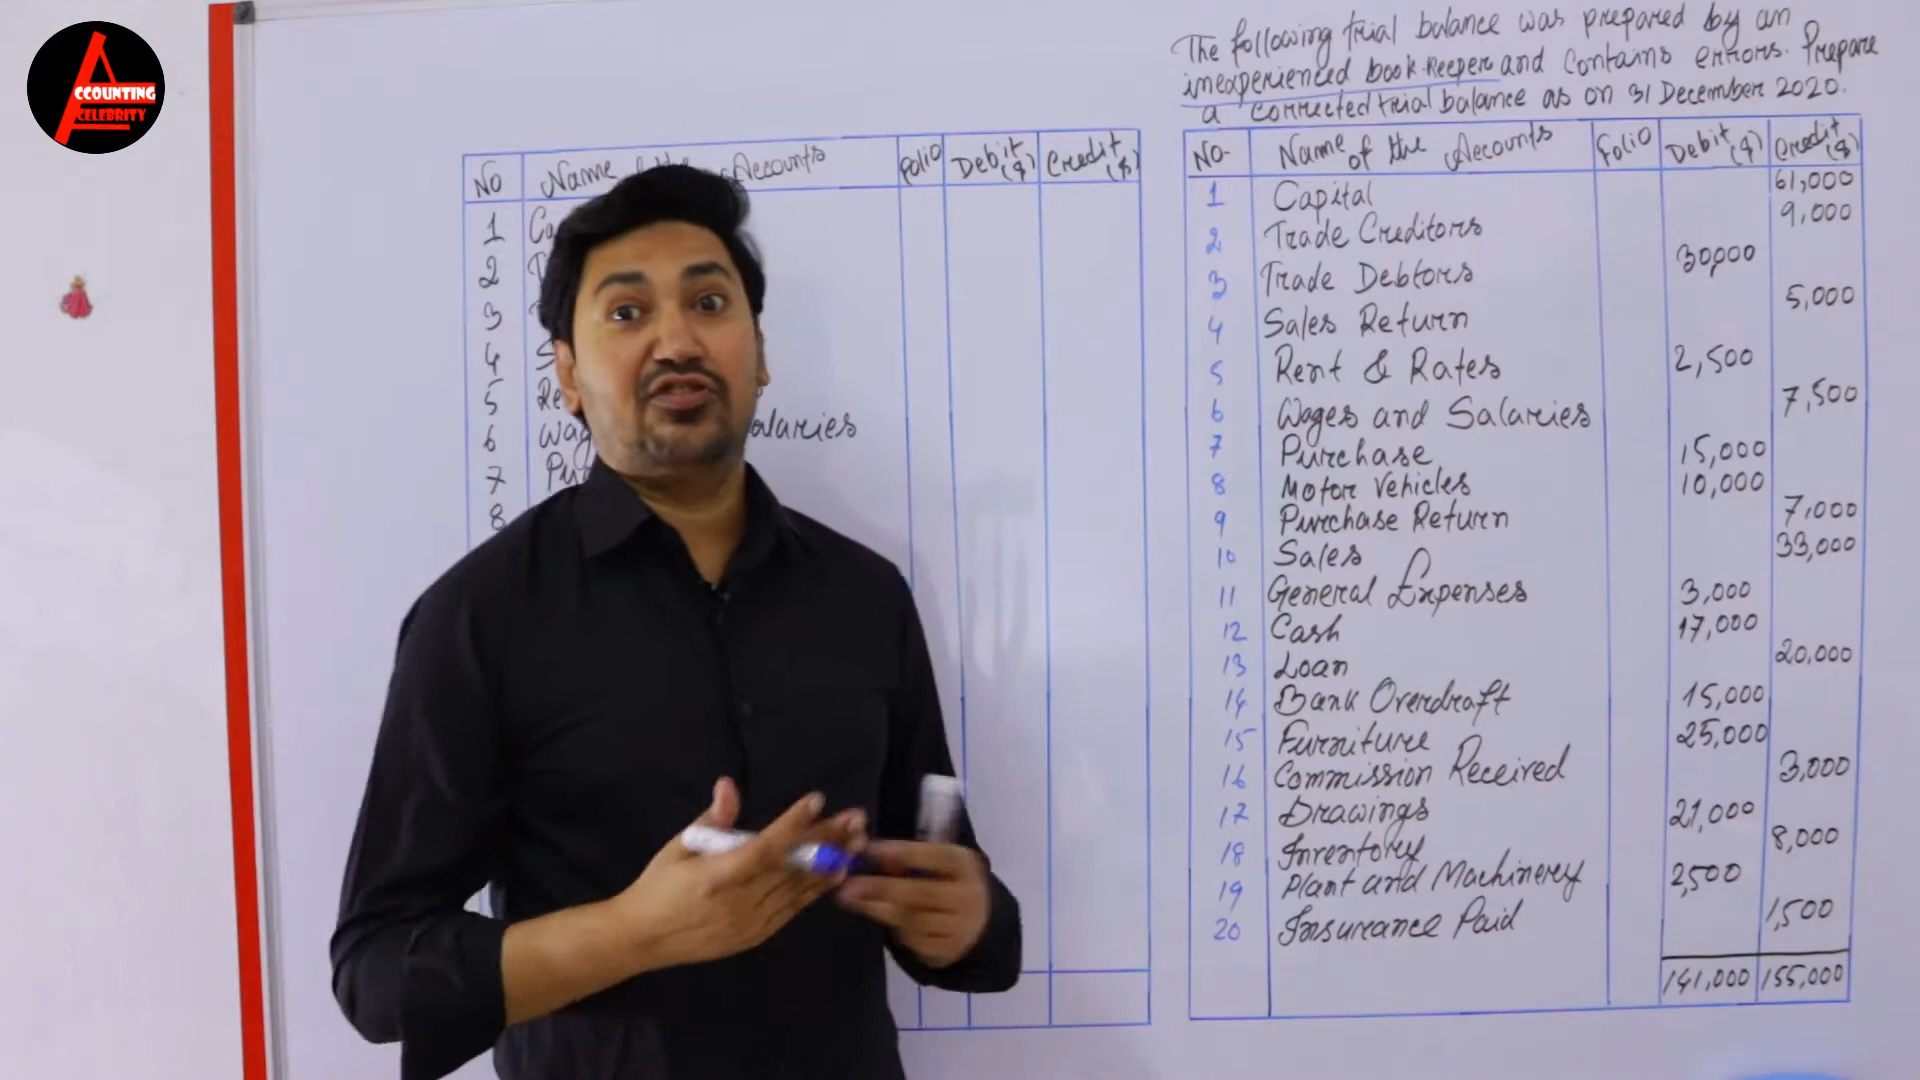 ACCOUNTING
CELEBRITY
The following trial balance was prepared by an
inexperienced book-keeper and contains errors. Prepare
a corrected trial balance as on 31 December 2020.
No Name Accounts Folio Debit ($) Credit ($)
1 Ca
2
3
4 S
5 Re
6 Wag alaries
7 Pu
8
No. Name of the Accounts Folio Debit ($) Credit ($)
1 Capital 61,000
2 Trade Creditors 9,000
3 Trade Debtors 30,000
4 Sales Return 5,000
5 Rent & Rates 2,500
6 Wages and Salaries 7,500
7 Purchase 15,000
8 Motor Vehicles 10,000
9 Purchase Return 7,000
10 Sales 33,000
11 General Expenses 3,000
12 Cash 17,000
13 Loan 20,000
14 Bank Overdraft 15,000
15 Furniture 25,000
16 Commission Received 3,000
17 Drawings 21,000
18 Inventory 8,000
19 Plant and Machinery 2,500
20 Insurance Paid 1,500
141,000 155,000